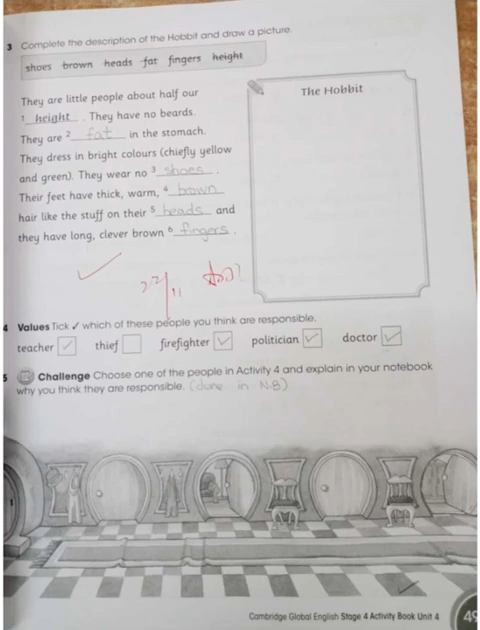 3 Complete the description of the Hobbit and draw a picture.
shoes brown heads fat fingers height
The Hobbit
They are little people about half our
1 height . They have no beards.
They are 2 fat in the stomach.
They dress in bright colours (chiefly yellow
and green). They wear no 3 shoes .
Their feet have thick, warm, 4 brown
hair like the stuff on their 5 heads and
they have long, clever brown 6 fingers .
22/11
4 Values Tick ✓ which of these people you think are responsible.
teacher ✓ thief firefighter ✓ politician ✓ doctor ✓
5 Challenge Choose one of the people in Activity 4 and explain in your notebook
why you think they are responsible. (done in N.B)
Cambridge Global English Stage 4 Activity Book Unit 4
49